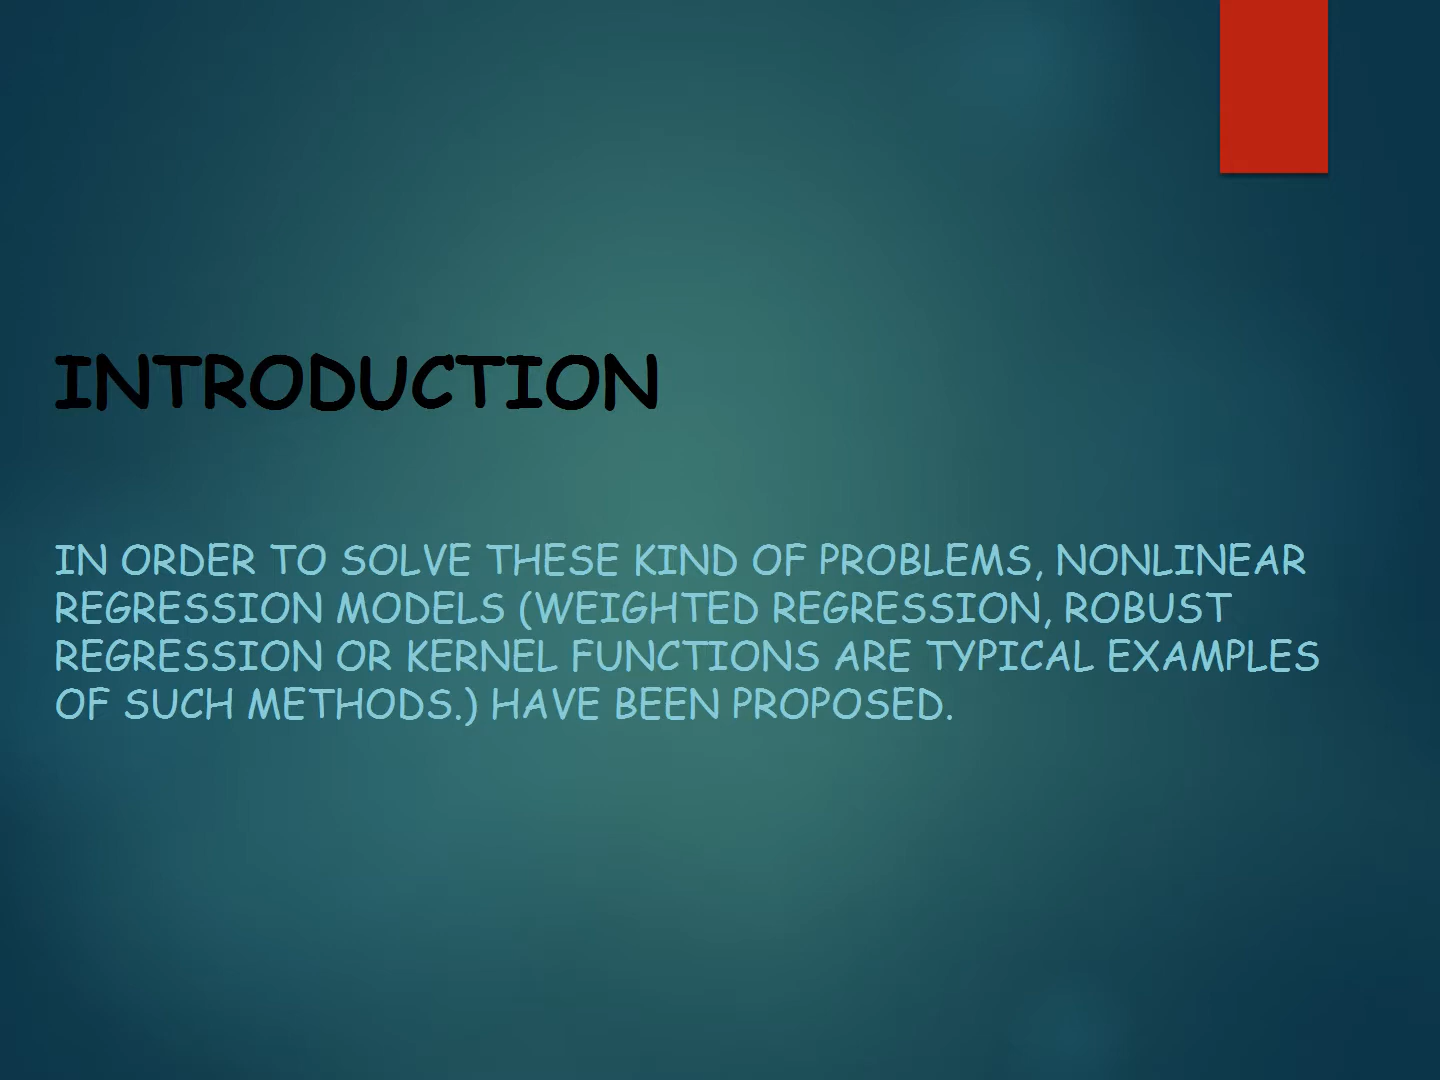 INTRODUCTION
IN ORDER TO SOLVE THESE KIND OF PROBLEMS, NONLINEAR
REGRESSION MODELS (WEIGHTED REGRESSION, ROBUST
REGRESSION OR KERNEL FUNCTIONS ARE TYPICAL EXAMPLES
OF SUCH METHODS.) HAVE BEEN PROPOSED.